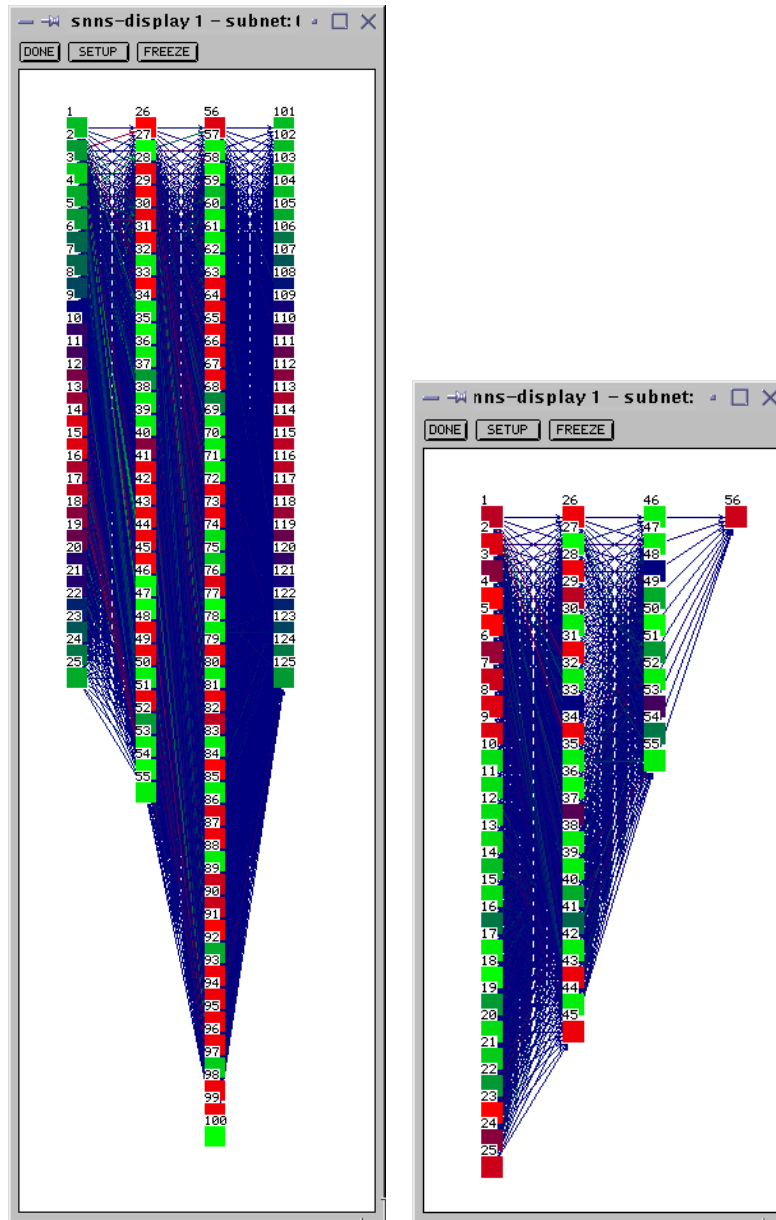 snns-display 1 – subnet:
DONE SETUP FREEZE
1 26 56 101
2 27 57 102
3 28 58 103
4 29 59 104
5 30 60 105
6 31 61 106
7 32 62 107
8 33 63 108
9 34 64 109
10 35 65 110
11 36 66 111
12 37 67 112
13 38 68 113
14 39 69 114
15 40 70 115
16 41 71 116
17 42 72 117
18 43 73 118
19 44 74 119
20 45 75 120
21 46 76 121
22 47 77 122
23 48 78 123
24 49 79 124
25 50 80 125
51 81
52 82
53 83
54 84
55 85
86
87
88
89
90
91
92
93
94
95
96
97
98
99
100
nns-display 1 – subnet:
DONE SETUP FREEZE
1 26 46 56
2 27 47
3 28 48
4 29 49
5 30 50
6 31 51
7 32 52
8 33 53
9 34 54
10 35 55
11 36
12 37
13 38
14 39
15 40
16 41
17 42
18 43
19 44
20 45
21
22
23
24
25